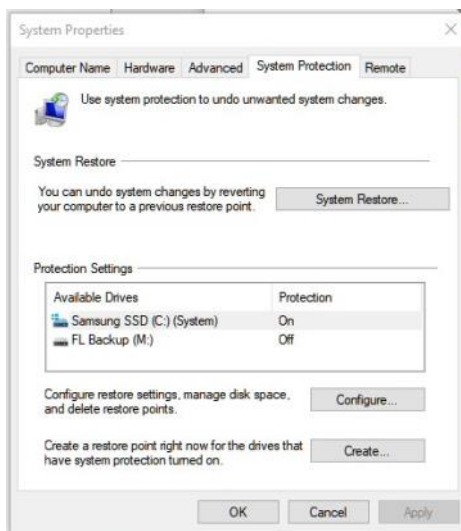 System Properties
Computer Name Hardware Advanced System Protection Remote
Use system protection to undo unwanted system changes.
System Restore
You can undo system changes by reverting
your computer to a previous restore point.
System Restore...
Protection Settings
Available Drives Protection
Samsung SSD (C:) (System) On
FL Backup (M:) Off
Configure restore settings, manage disk space,
and delete restore points.
Configure...
Create a restore point right now for the drives that
have system protection turned on.
Create...
OK Cancel Apply